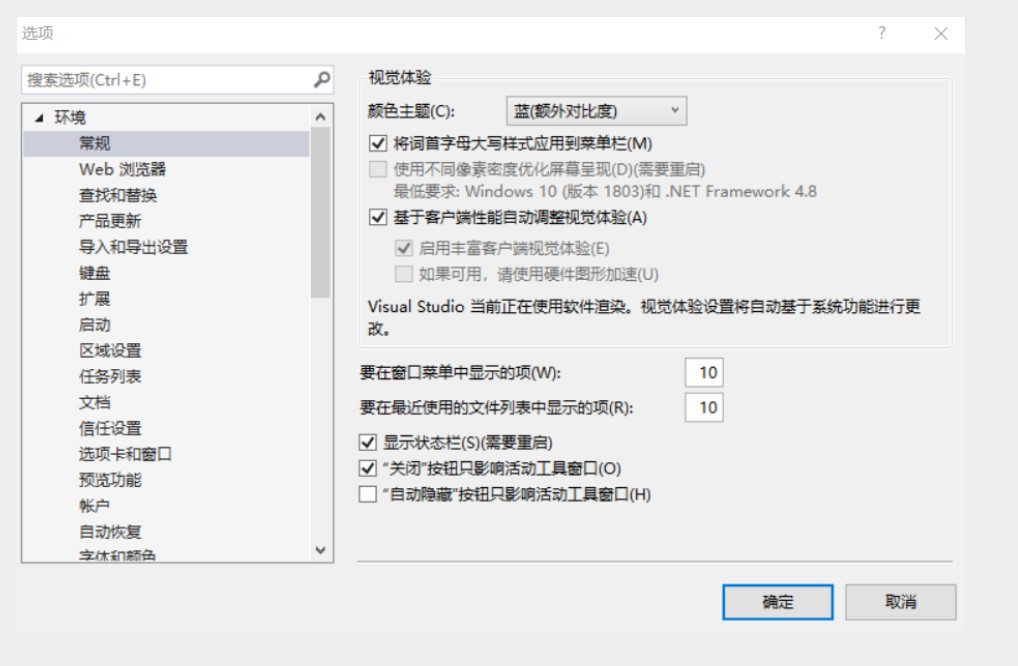 选项
?
搜索选项(Ctrl+E)
环境
常规
Web 浏览器
查找和替换
产品更新
导入和导出设置
键盘
扩展
启动
区域设置
任务列表
文档
信任设置
选项卡和窗口
预览功能
帐户
自动恢复
字体和颜色
视觉体验
颜色主题(C):
蓝(额外对比度)
将词首字母大写样式应用到菜单栏(M)
使用不同像素密度优化屏幕呈现(D)(需要重启)
最低要求: Windows 10 (版本 1803)和 .NET Framework 4.8
基于客户端性能自动调整视觉体验(A)
启用丰富客户端视觉体验(E)
如果可用，请使用硬件图形加速(U)
Visual Studio 当前正在使用软件渲染。视觉体验设置将自动基于系统功能进行更
改。
要在窗口菜单中显示的项(W):
10
要在最近使用的文件列表中显示的项(R):
10
显示状态栏(S)(需要重启)
“关闭”按钮只影响活动工具窗口(O)
“自动隐藏”按钮只影响活动工具窗口(H)
确定
取消